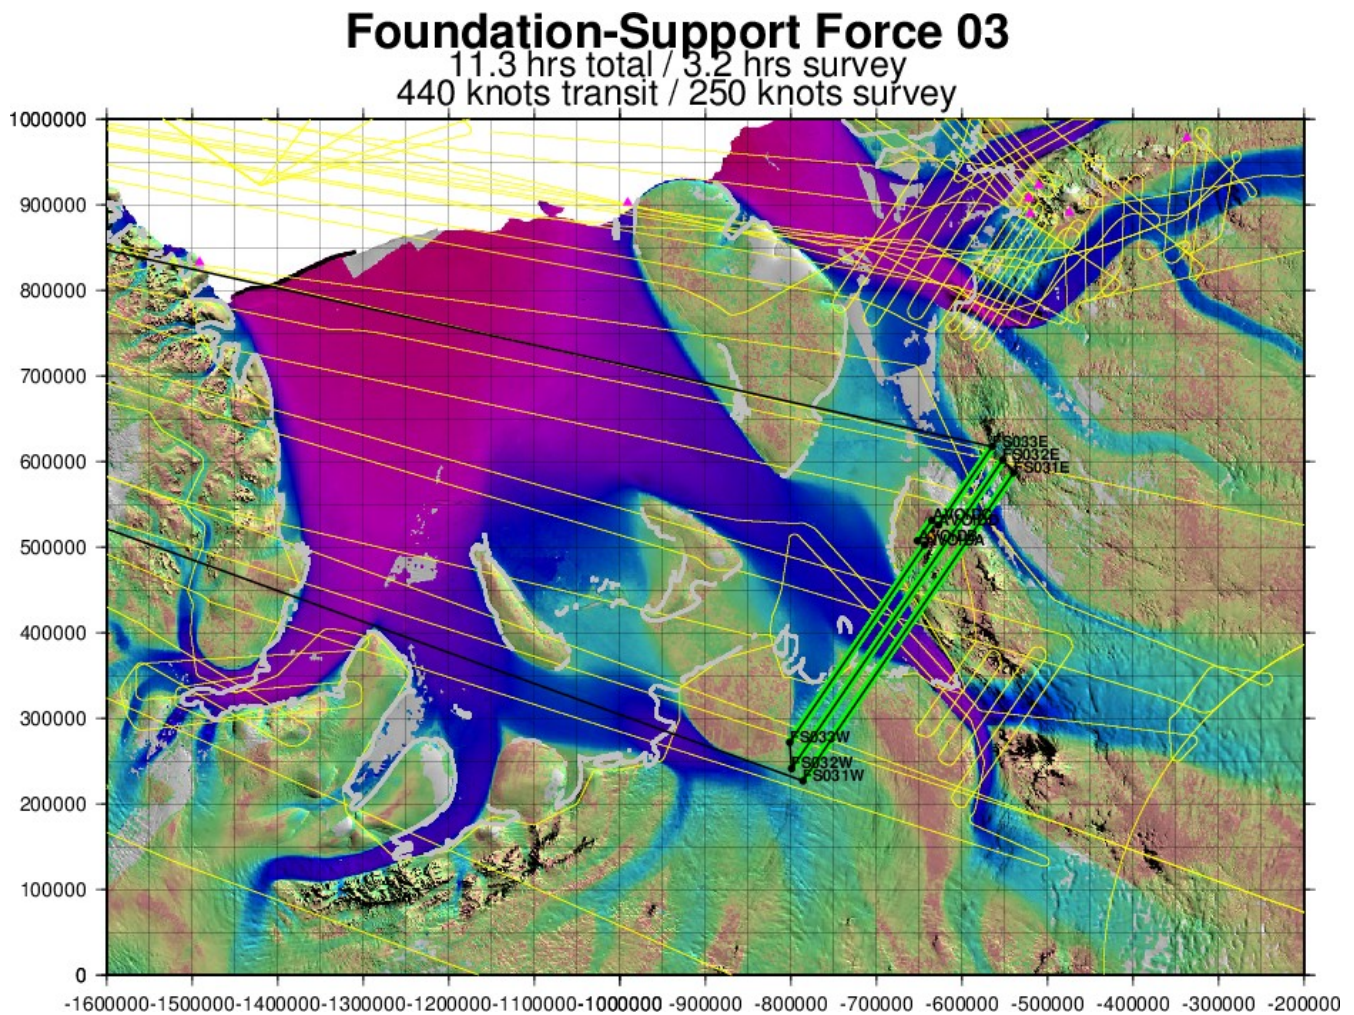 Foundation-Support Force 03
11.3 hrs total / 3.2 hrs survey
440 knots transit / 250 knots survey
1000000
900000
800000
700000
600000
500000
400000
300000
200000
100000
0
FS033E
FS032E
FS031E
FS033W
FS032W
FS031W
-1600000 -1500000 -1400000 -1300000 -1200000 -1100000 -1000000 -900000 -800000 -700000 -600000 -500000 -400000 -300000 -200000